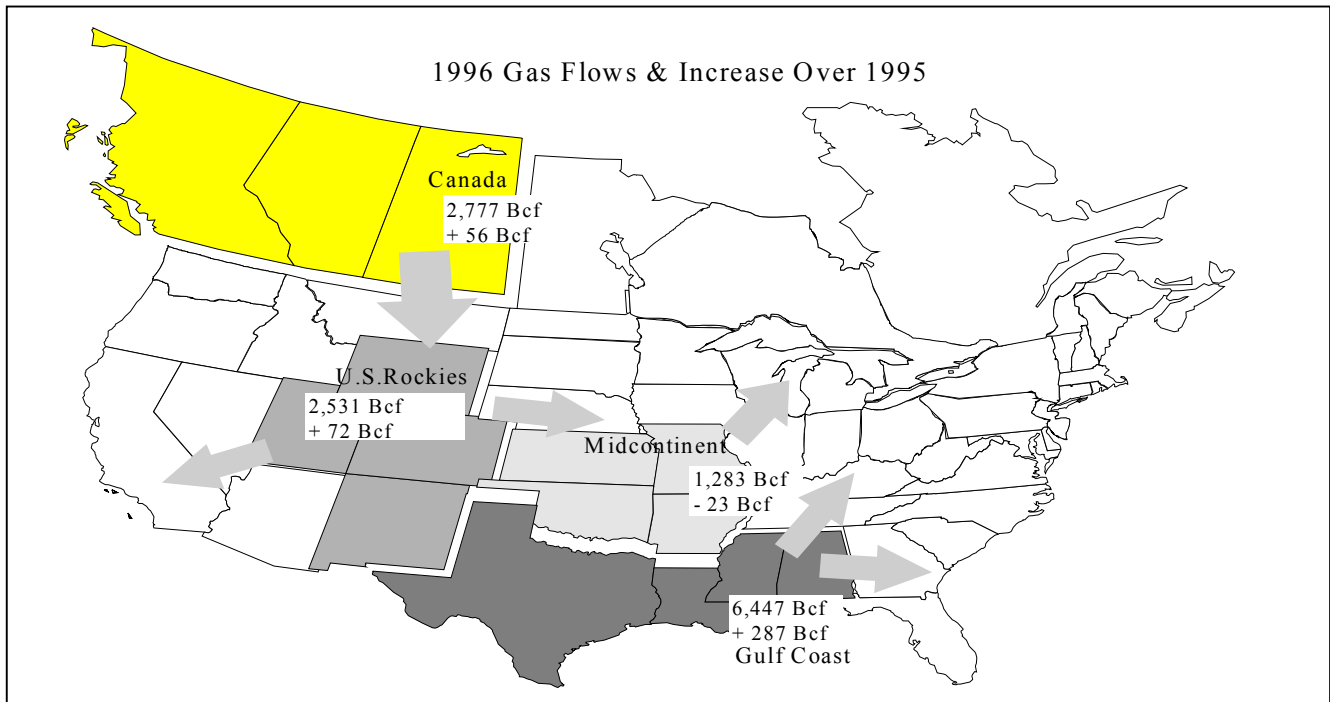 1996 Gas Flows & Increase Over 1995
Canada
2,777 Bcf
+ 56 Bcf
U.S.Rockies
2,531 Bcf
+ 72 Bcf
Midcontinent
1,283 Bcf
- 23 Bcf
6,447 Bcf
+ 287 Bcf
Gulf Coast